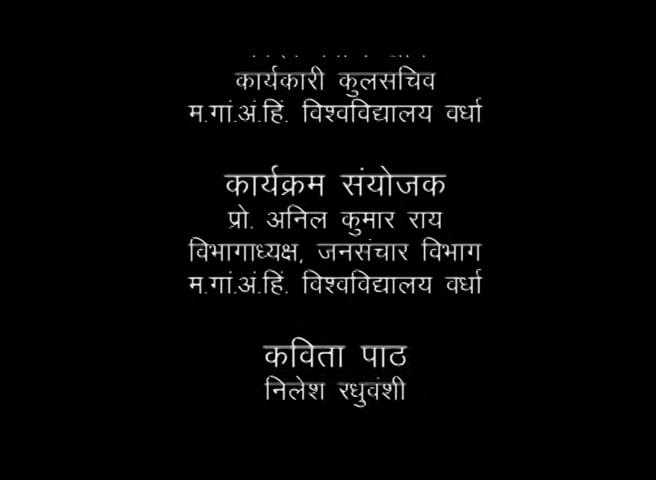 कार्यकारी कुलसचिव
म.गां.अं.हिं. विश्वविद्यालय वर्धा
कार्यक्रम संयोजक
प्रो. अनिल कुमार राय
विभागाध्यक्ष, जनसंचार विभाग
म.गां.अं.हिं. विश्वविद्यालय वर्धा
कविता पाठ
निलेश रघुवंशी